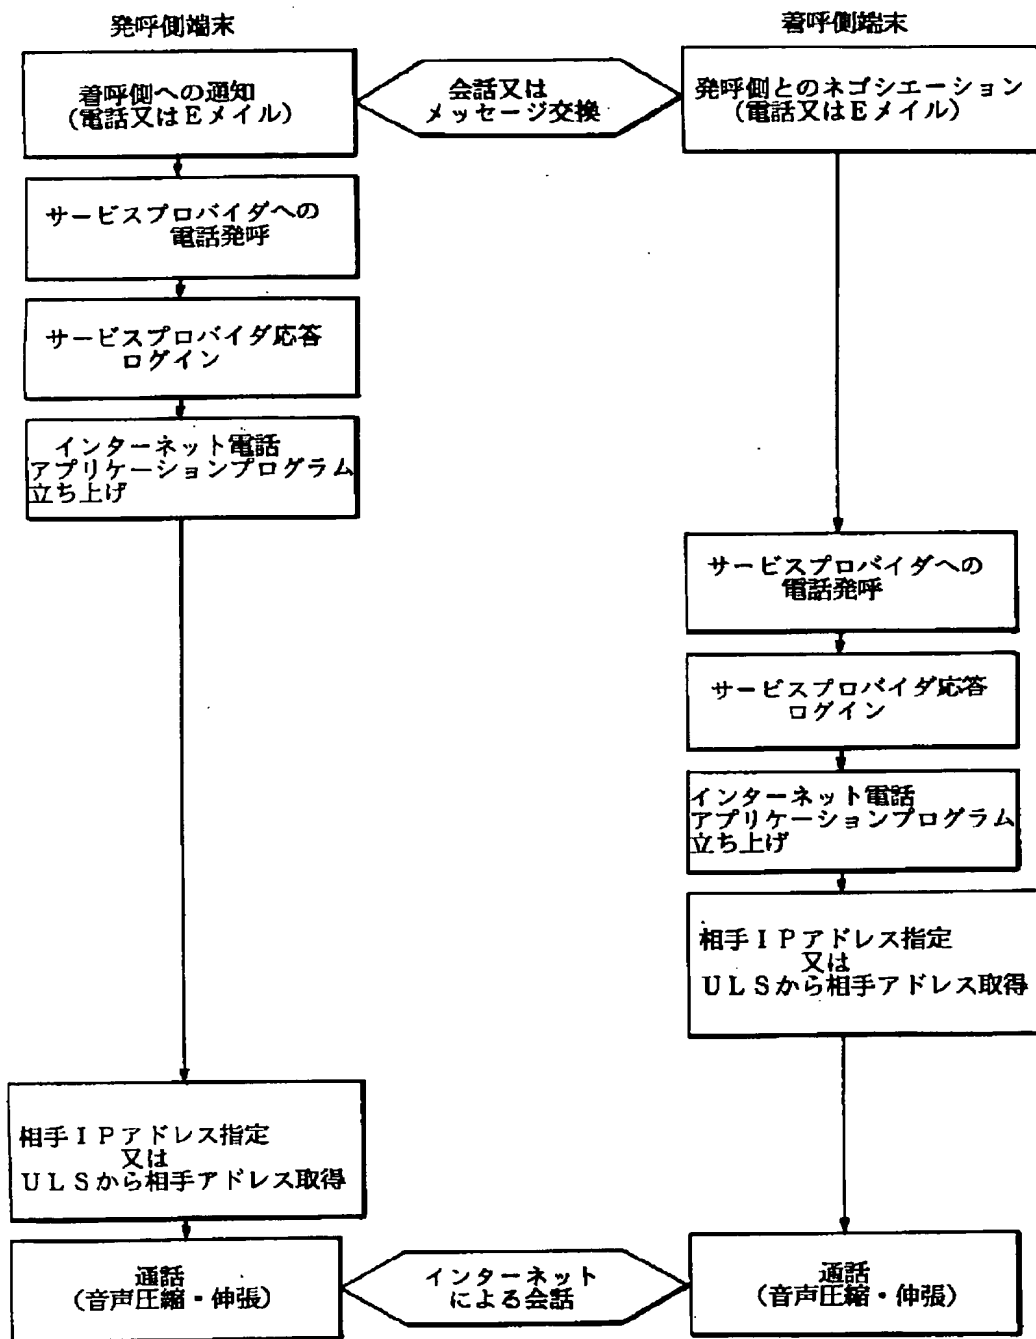 発呼側端末
着呼側端末
着呼側への通知
(電話又はEメイル)
会話又は
メッセージ交換
発呼側とのネゴシエーション
(電話又はEメイル)
サービスプロバイダへの
電話発呼
サービスプロバイダ応答
ログイン
インターネット電話
アプリケーションプログラム
立ち上げ
サービスプロバイダへの
電話発呼
サービスプロバイダ応答
ログイン
インターネット電話
アプリケーションプログラム
立ち上げ
相手IPアドレス指定
又は
ULSから相手アドレス取得
相手IPアドレス指定
又は
ULSから相手アドレス取得
通話
(音声圧縮・伸張)
インターネット
による会話
通話
(音声圧縮・伸張)